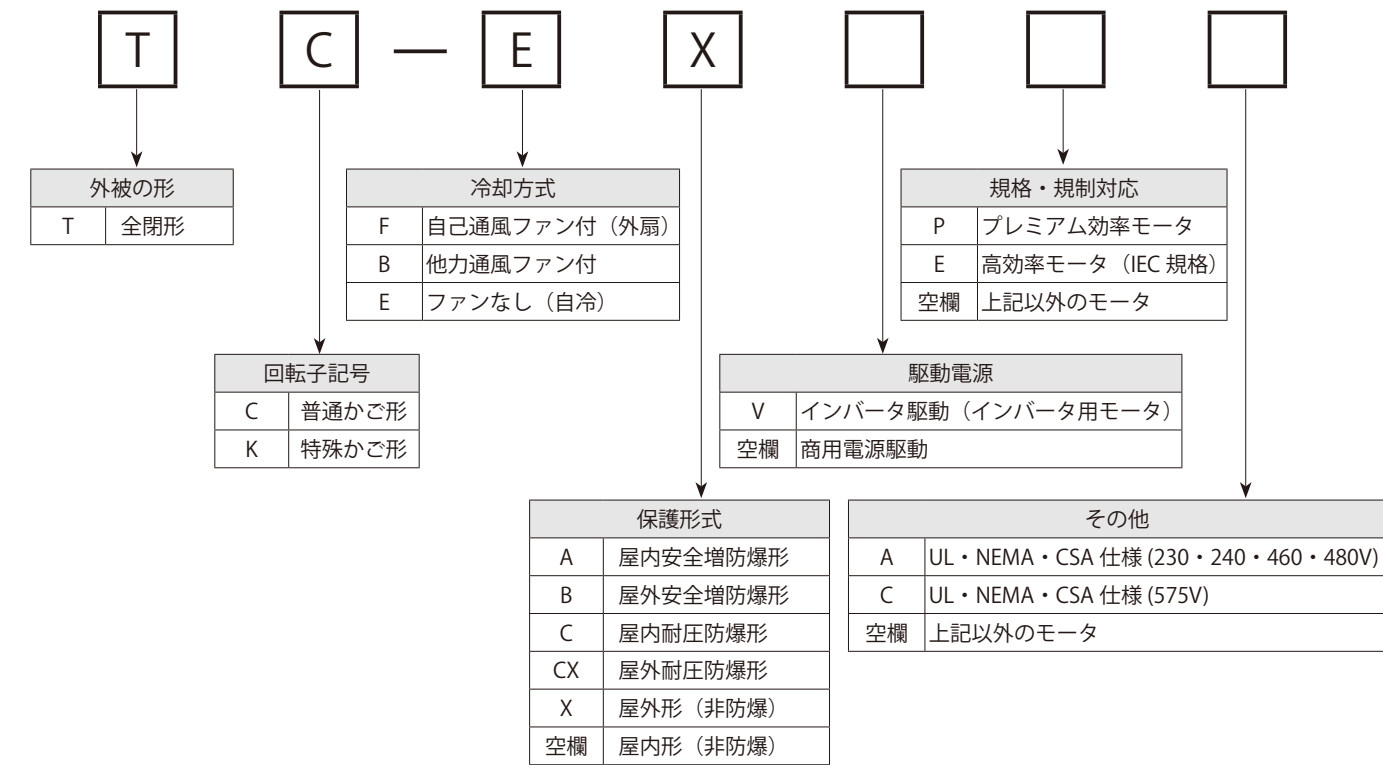 T C — E X
外被の形
T 全閉形
冷却方式
F 自己通風ファン付（外扇）
B 他力通風ファン付
E ファンなし（自冷）
規格・規制対応
P プレミアム効率モータ
E 高効率モータ（IEC 規格）
空欄 上記以外のモータ
回転子記号
C 普通かご形
K 特殊かご形
駆動電源
V インバータ駆動（インバータ用モータ）
空欄 商用電源駆動
保護形式
A 屋内安全増防爆形
B 屋外安全増防爆形
C 屋内耐圧防爆形
CX 屋外耐圧防爆形
X 屋外形（非防爆）
空欄 屋内形（非防爆）
その他
A UL・NEMA・CSA 仕様 (230・240・460・480V)
C UL・NEMA・CSA 仕様 (575V)
空欄 上記以外のモータ